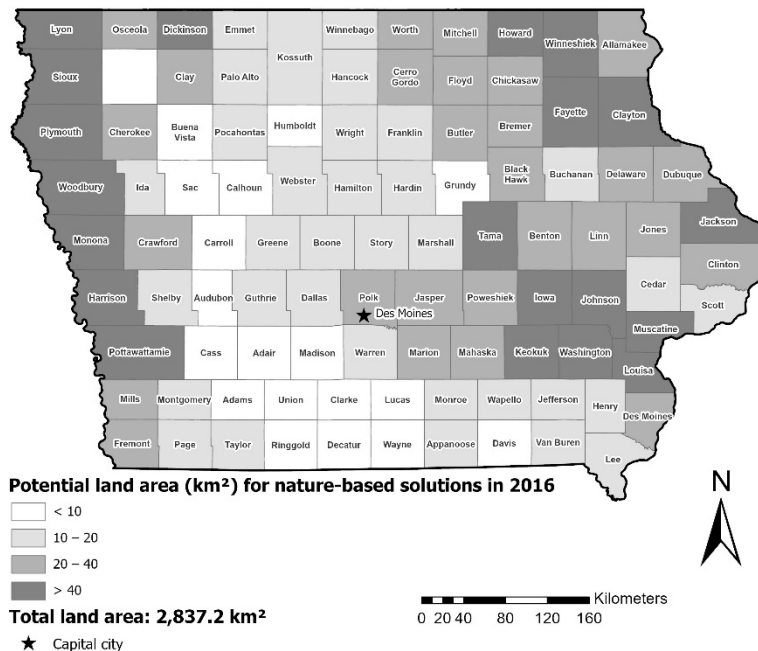 Lyon Osceola Dickinson Emmet Winnebago Worth Mitchell Howard Winneshiek Allamakee
Kossuth
Sioux Clay Palo Alto Hancock Cerro Gordo Floyd Chickasaw
Fayette Clayton
Plymouth Cherokee Buena Vista Pocahontas Humboldt Wright Franklin Butler Bremer
Woodbury Ida Sac Calhoun Webster Hamilton Hardin Grundy Black Hawk Buchanan Delaware Dubuque
Jackson
Monona Crawford Carroll Greene Boone Story Marshall Tama Benton Linn Jones
Clinton
Harrison Shelby Audubon Guthrie Dallas Polk Jasper Poweshiek Iowa Johnson Cedar Scott
Des Moines
Muscatine
Pottawattamie Cass Adair Madison Warren Marion Mahaska Keokuk Washington Louisa
Mills Montgomery Adams Union Clarke Lucas Monroe Wapello Jefferson Henry Des Moines
Fremont Page Taylor Ringgold Decatur Wayne Appanoose Davis Van Buren Lee
Potential land area (km²) for nature-based solutions in 2016
< 10
10 – 20
20 – 40
> 40
Total land area: 2,837.2 km²
Capital city
N
Kilometers
0 20 40 80 120 160